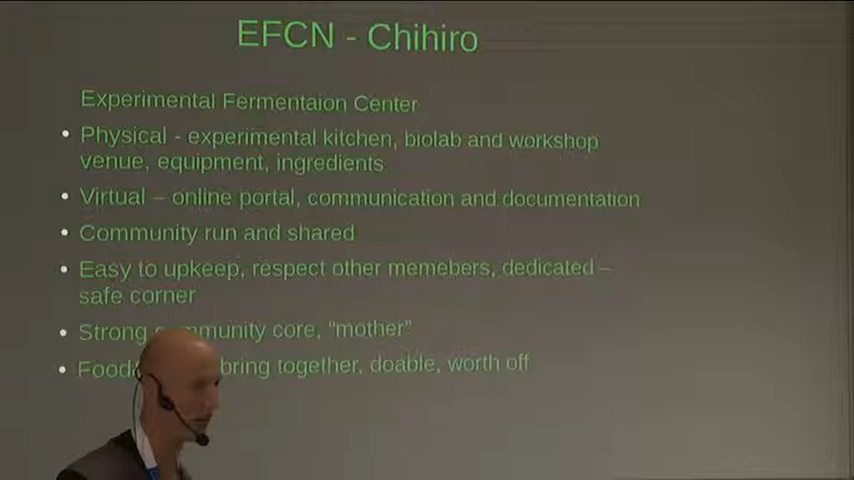 EFCN - Chihiro
Experimental Fermentaion Center
• Physical - experimental kitchen, biolab and workshop
venue, equipment, ingredients
• Virtual – online portal, communication and documentation
• Community run and shared
• Easy to upkeep, respect other memebers, dedicated –
safe corner
• Strong community core, "mother"
• bring together, doable, worth off